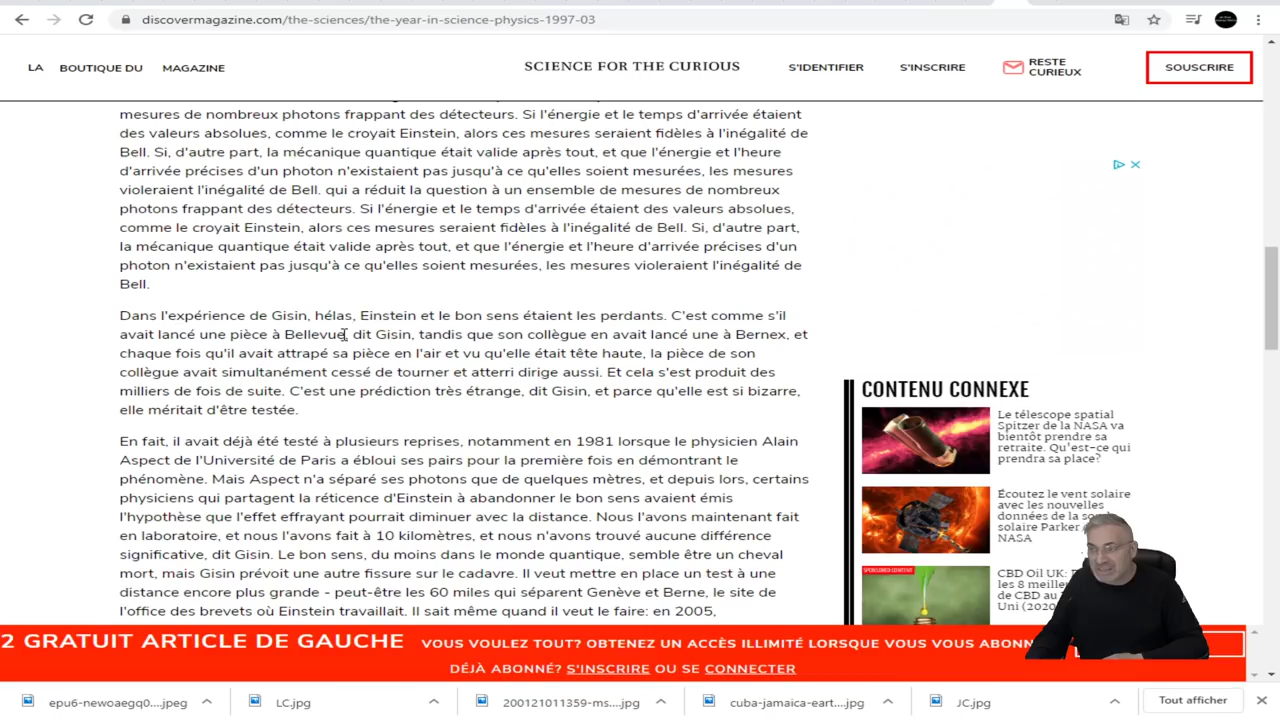 discovermagazine.com/the-sciences/the-year-in-science-physics-1997-03
LA BOUTIQUE DU MAGAZINE
SCIENCE FOR THE CURIOUS
S'IDENTIFIER
S'INSCRIRE
RESTE
CURIEUX
SOUSCRIRE
mesures de nombreux photons frappant des détecteurs. Si l'énergie et le temps d'arrivée étaient
des valeurs absolues, comme le croyait Einstein, alors ces mesures seraient fidèles à l'inégalité de
Bell. Si, d'autre part, la mécanique quantique était valide après tout, et que l'énergie et l'heure
d'arrivée précises d'un photon n'existaient pas jusqu'à ce qu'elles soient mesurées, les mesures
violeraient l'inégalité de Bell. qui a réduit la question à un ensemble de mesures de nombreux
photons frappant des détecteurs. Si l'énergie et le temps d'arrivée étaient des valeurs absolues,
comme le croyait Einstein, alors ces mesures seraient fidèles à l'inégalité de Bell. Si, d'autre part,
la mécanique quantique était valide après tout, et que l'énergie et l'heure d'arrivée précises d'un
photon n'existaient pas jusqu'à ce qu'elles soient mesurées, les mesures violeraient l'inégalité de
Bell.
Dans l'expérience de Gisin, hélas, Einstein et le bon sens étaient les perdants. C'est comme s'il
avait lancé une pièce à Bellevue, dit Gisin, tandis que son collègue en avait lancé une à Bernex, et
chaque fois qu'il avait attrapé sa pièce en l'air et vu qu'elle était tête haute, la pièce de son
collègue avait simultanément cessé de tourner et atterri dirige aussi. Et cela s'est produit des
milliers de fois de suite. C'est une prédiction très étrange, dit Gisin, et parce qu'elle est si bizarre,
elle méritait d'être testée.
En fait, il avait déjà été testé à plusieurs reprises, notamment en 1981 lorsque le physicien Alain
Aspect de l'Université de Paris a ébloui ses pairs pour la première fois en démontrant le
phénomène. Mais Aspect n'a séparé ses photons que de quelques mètres, et depuis lors, certains
physiciens qui partagent la réticence d'Einstein à abandonner le bon sens avaient émis
l'hypothèse que l'effet effrayant pourrait diminuer avec la distance. Nous l'avons maintenant fait
en laboratoire, et nous l'avons fait à 10 kilomètres, et nous n'avons trouvé aucune différence
significative, dit Gisin. Le bon sens, du moins dans le monde quantique, semble être un cheval
mort, mais Gisin prévoit une autre fissure sur le cadavre. Il veut mettre en place un test à une
distance encore plus grande - peut-être les 60 miles qui séparent Genève et Berne, le site de
l'office des brevets où Einstein travaillait. Il sait même quand il veut le faire: en 2005,
CONTENU CONNEXE
Le télescope spatial
Spitzer de la NASA va
bientôt prendre sa
retraite. Qu'est-ce qui
prendra sa place?
Écoutez le vent solaire
avec les nouvelles
données de la
solaire Parker
NASA
SPONSORED CONTENT
CBD Oil UK:
les 8 meille
de CBD au
Uni (2020
2 GRATUIT ARTICLE DE GAUCHE
VOUS VOULEZ TOUT? OBTENEZ UN ACCÈS ILLIMITÉ LORSQUE VOUS VOUS ABONN
DÉJÀ ABONNÉ? S'INSCRIRE OU SE CONNECTER
epu6-newoaegq0....jpeg
LC.jpg
200121011359-ms....jpg
cuba-jamaica-eart....jpg
JC.jpg
Tout afficher